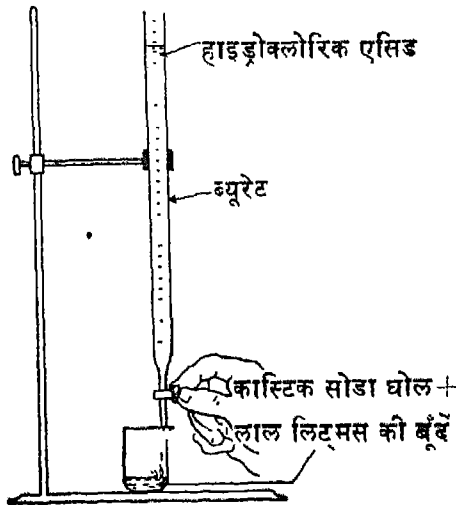 हाइड्रोक्लोरिक एसिड
ब्यूरेट
कास्टिक सोडा घोल +
लाल लिट्मस की बूँदें